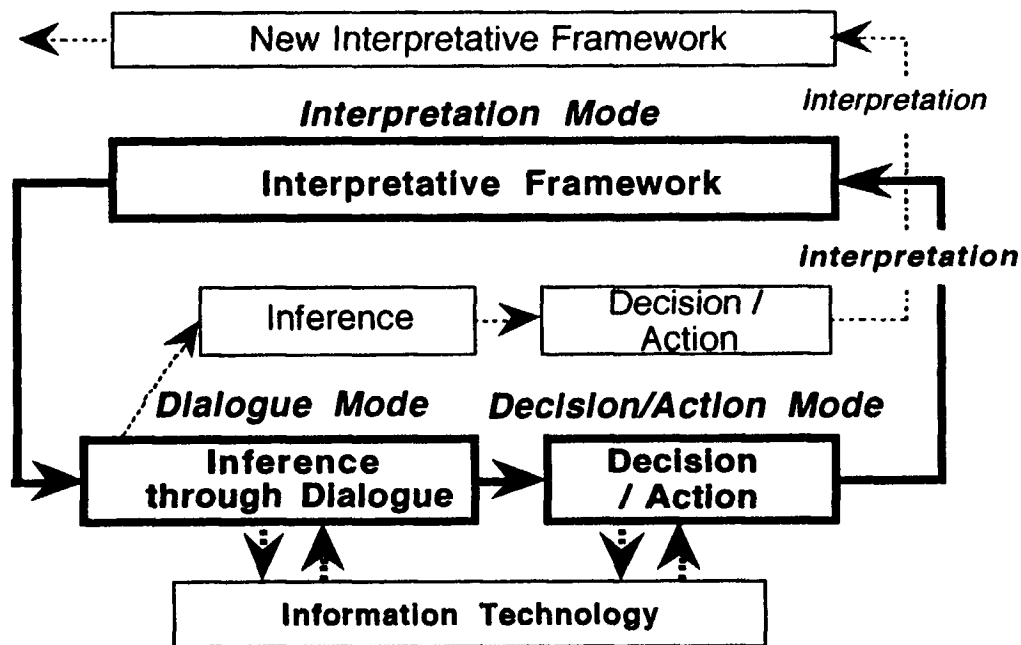 New Interpretative Framework
interpretation
Interpretation Mode
Interpretative Framework
interpretation
Inference
Decision /
Action
Dialogue Mode
Decision/Action Mode
Inference
through Dialogue
Decision
/ Action
Information Technology